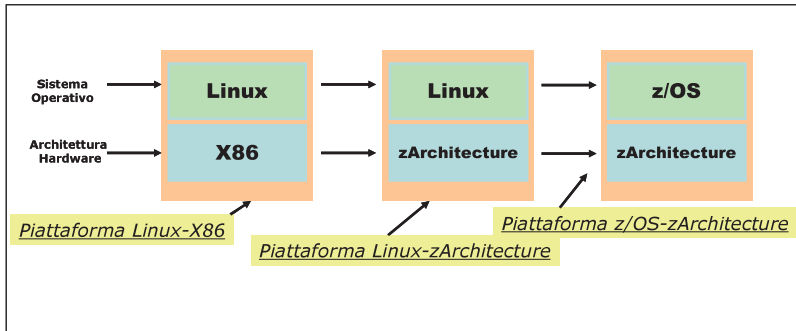 Sistema
Operativo
Linux
Linux
z/OS
Architettura
Hardware
X86
zArchitecture
zArchitecture
Piattaforma Linux-X86
Piattaforma Linux-zArchitecture
Piattaforma z/OS-zArchitecture